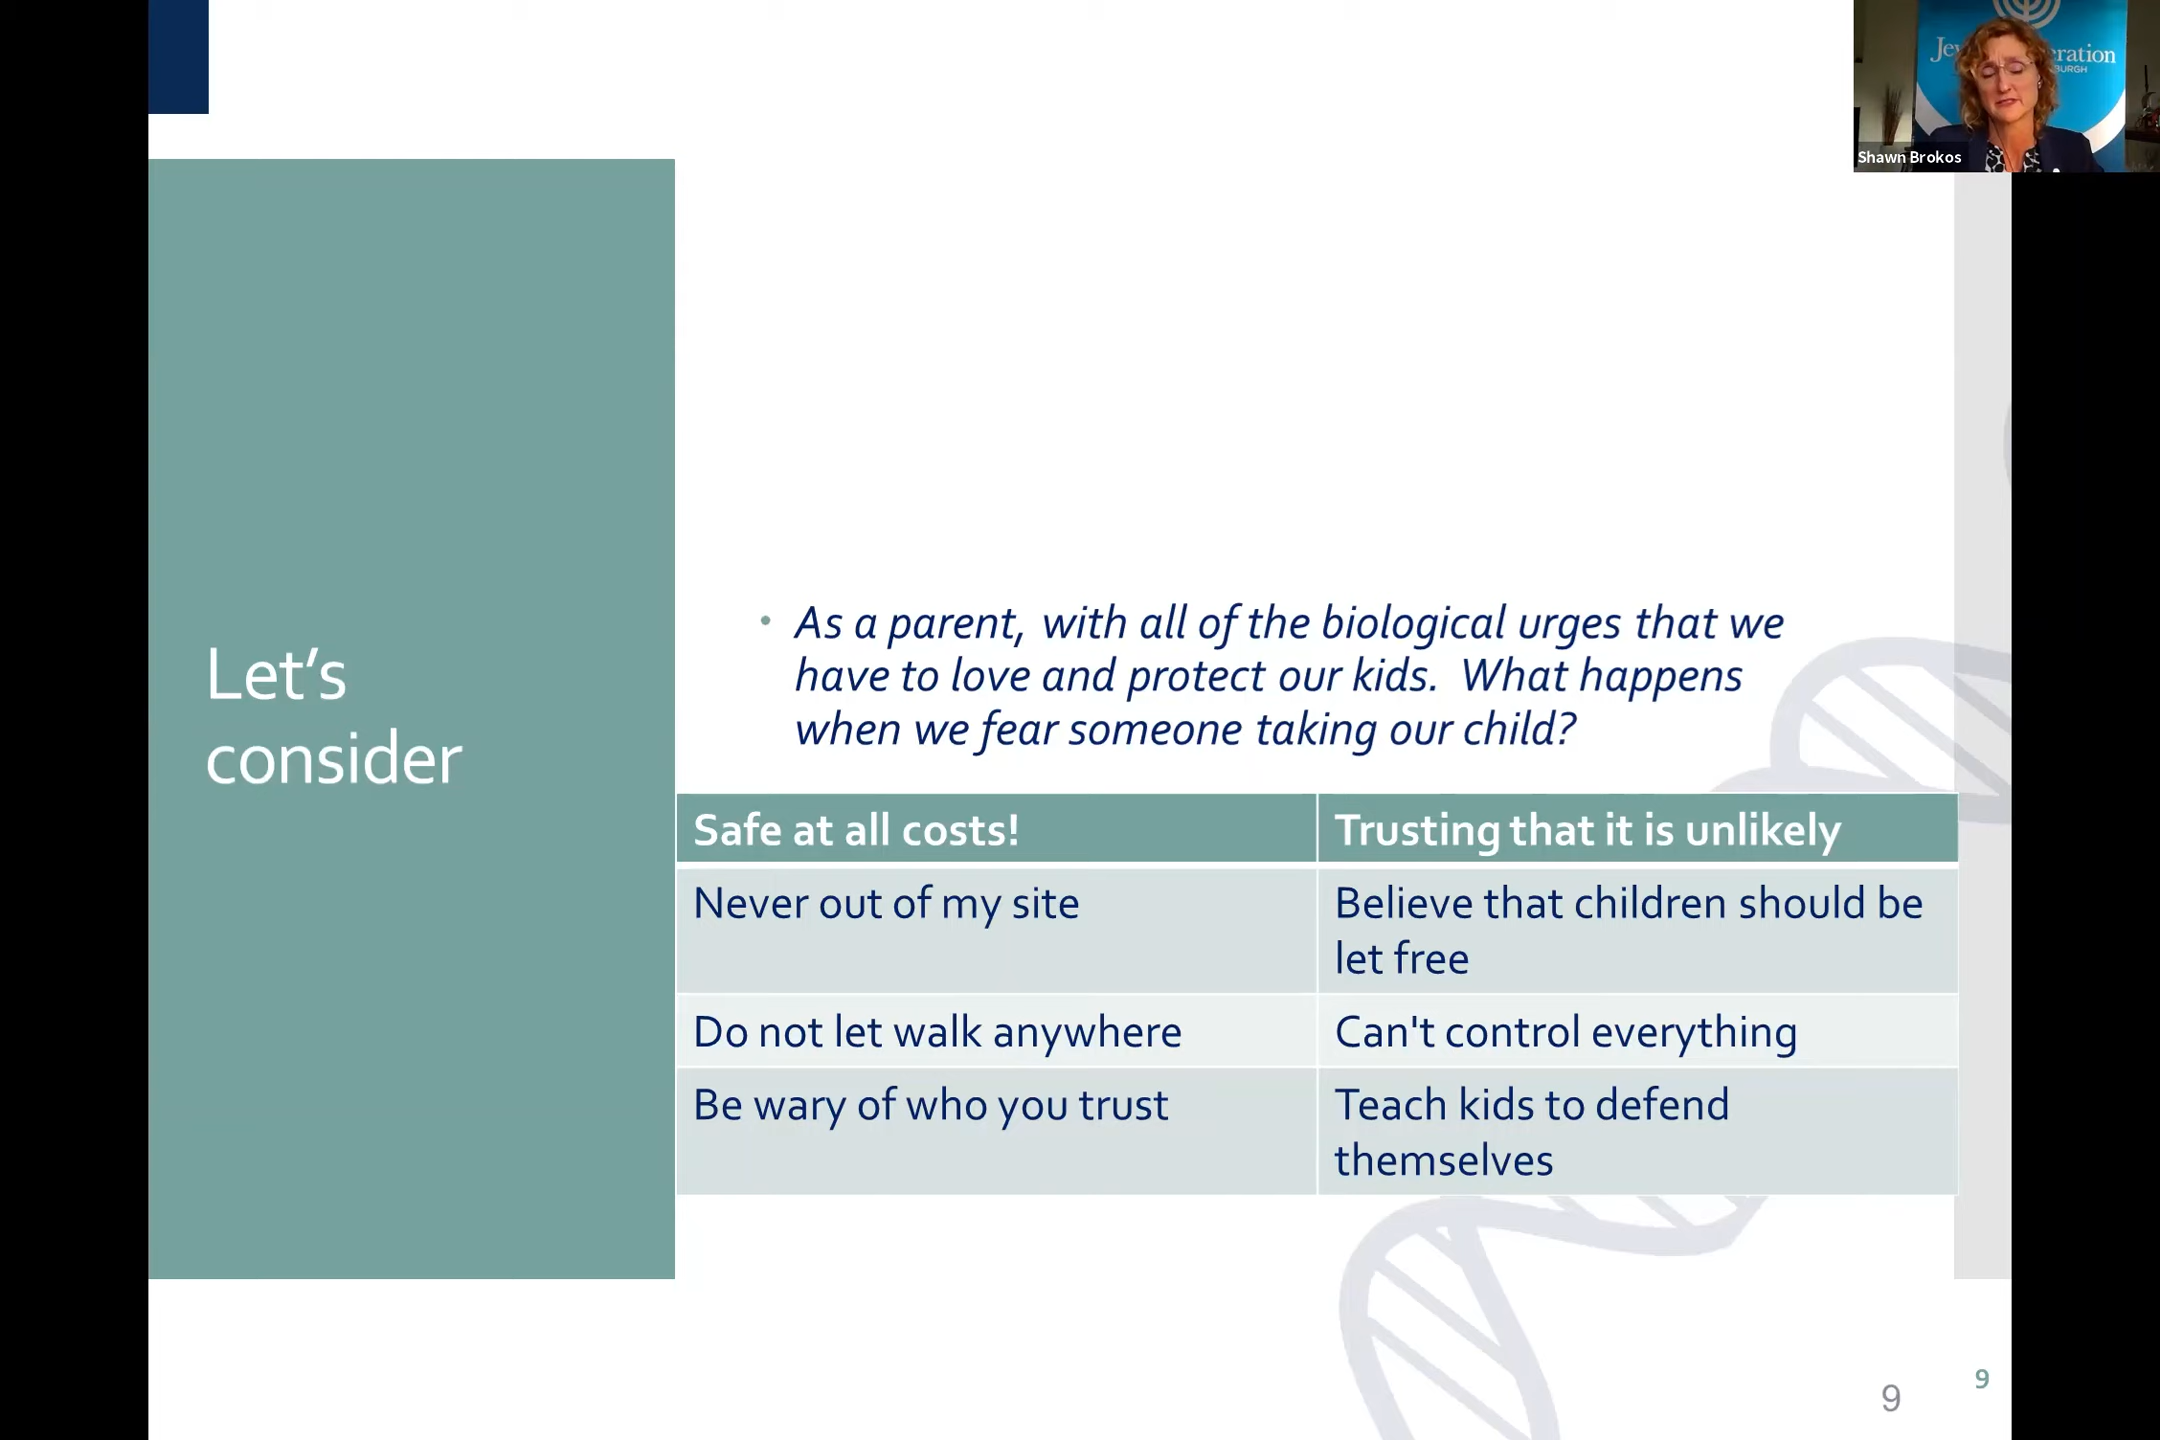 Jew
eration
BURGH
Shawn Brokos
Let’s
consider
• As a parent, with all of the biological urges that we
have to love and protect our kids. What happens
when we fear someone taking our child?
Safe at all costs! Trusting that it is unlikely
Never out of my site Believe that children should be
let free
Do not let walk anywhere Can't control everything
Be wary of who you trust Teach kids to defend
themselves
9
9